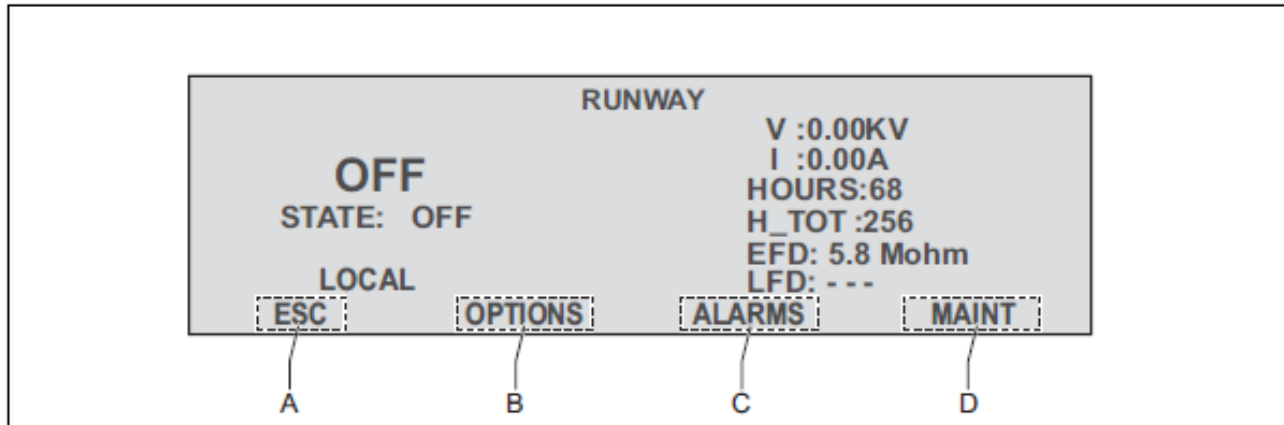 RUNWAY
V :0.00KV
I :0.00A
OFF
HOURS:68
STATE: OFF
H_TOT :256
EFD: 5.8 Mohm
LOCAL
LFD: - - -
ESC OPTIONS ALARMS MAINT
A B C D